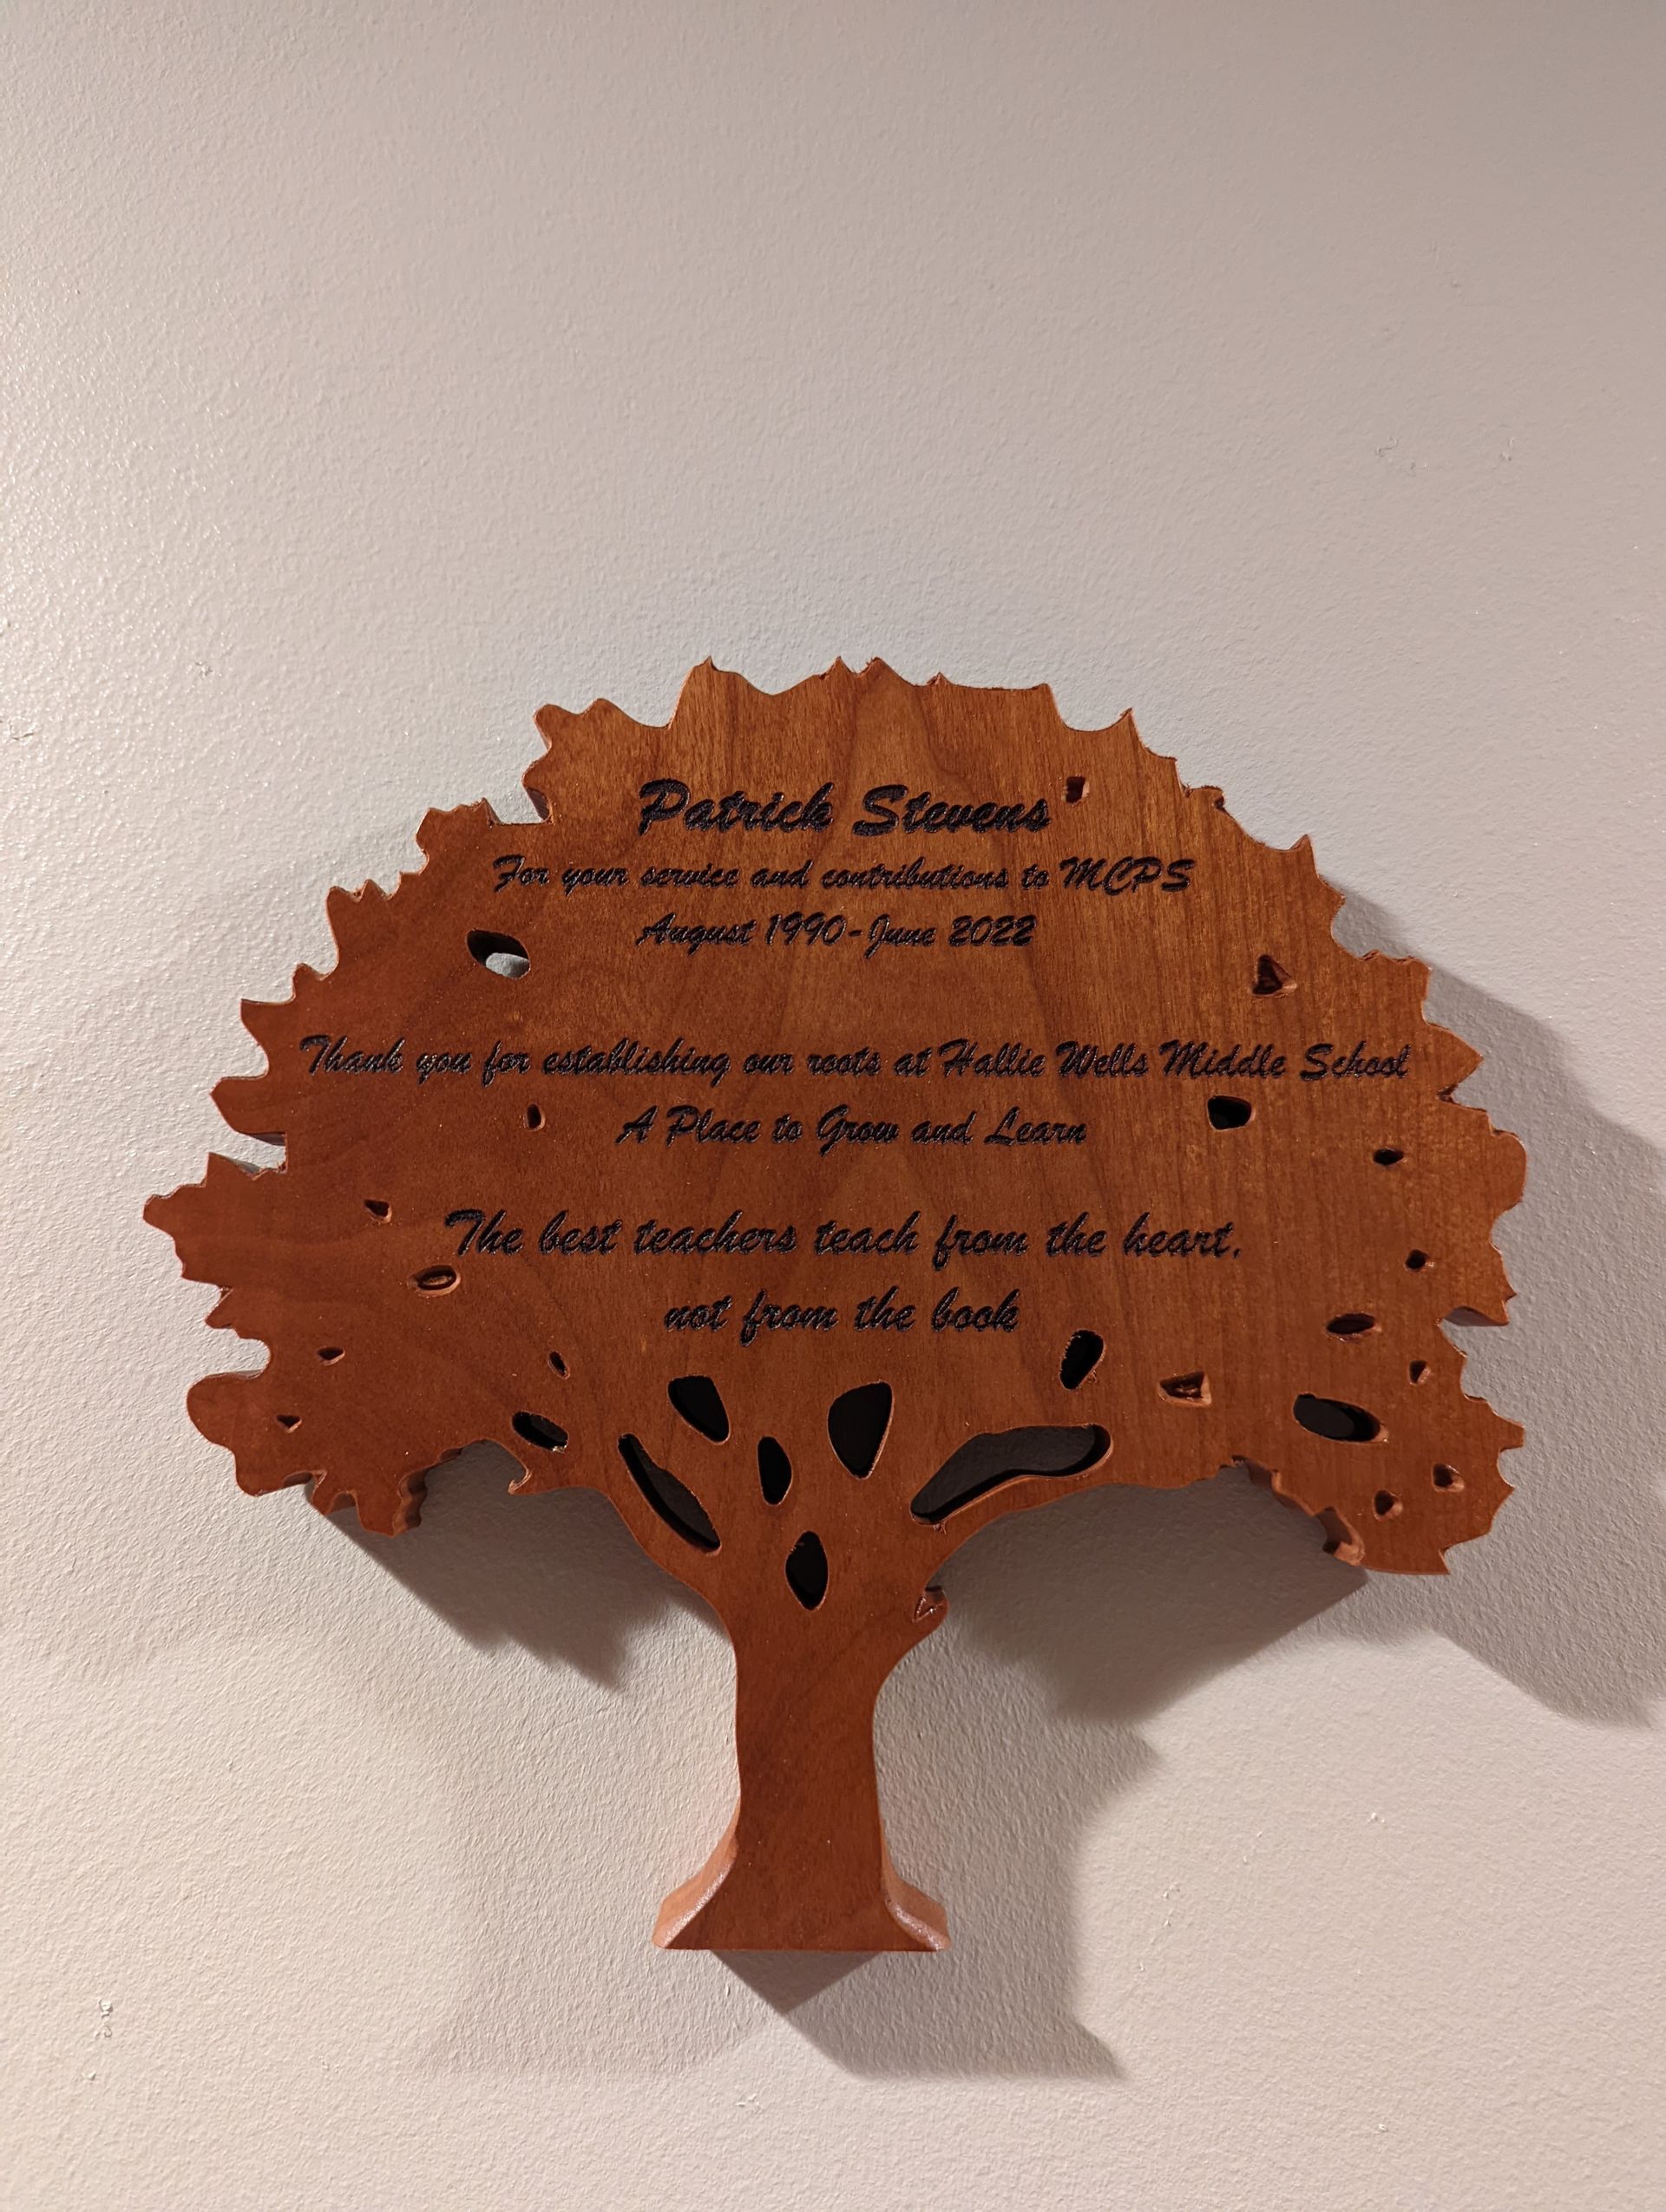 Patrick Stevens
For your service and contributions to MCPS
August 1990-June 2022
Thank you for establishing our roots at Hallie Wells Middle School
A Place to Grow and Learn
The best teachers teach from the heart,
not from the book